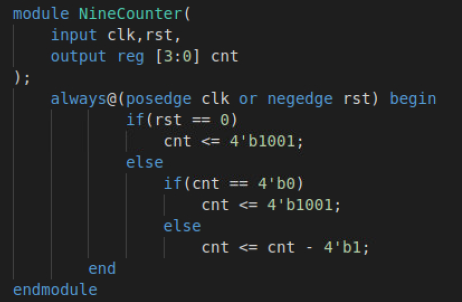 module NineCounter(
    input clk,rst,
    output reg [3:0] cnt
);
    always@(posedge clk or negedge rst) begin
            if(rst == 0)
                cnt <= 4'b1001;
            else
                if(cnt == 4'b0)
                    cnt <= 4'b1001;
                else
                    cnt <= cnt - 4'b1;
        end
endmodule